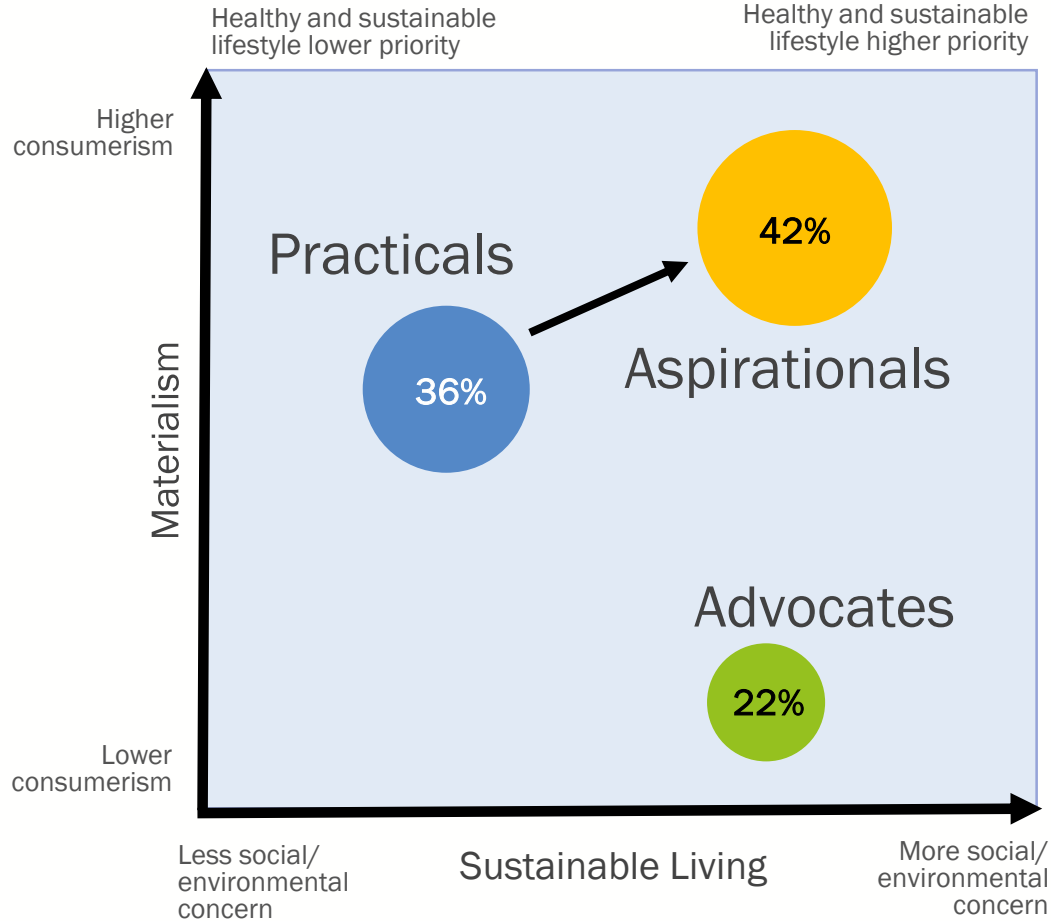 Healthy and sustainable
lifestyle lower priority
Healthy and sustainable
lifestyle higher priority
Higher
consumerism
42%
Practicals
Aspirationals
36%
Materialism
Advocates
22%
Lower
consumerism
Less social/
environmental
concern
Sustainable Living
More social/
environmental
concern